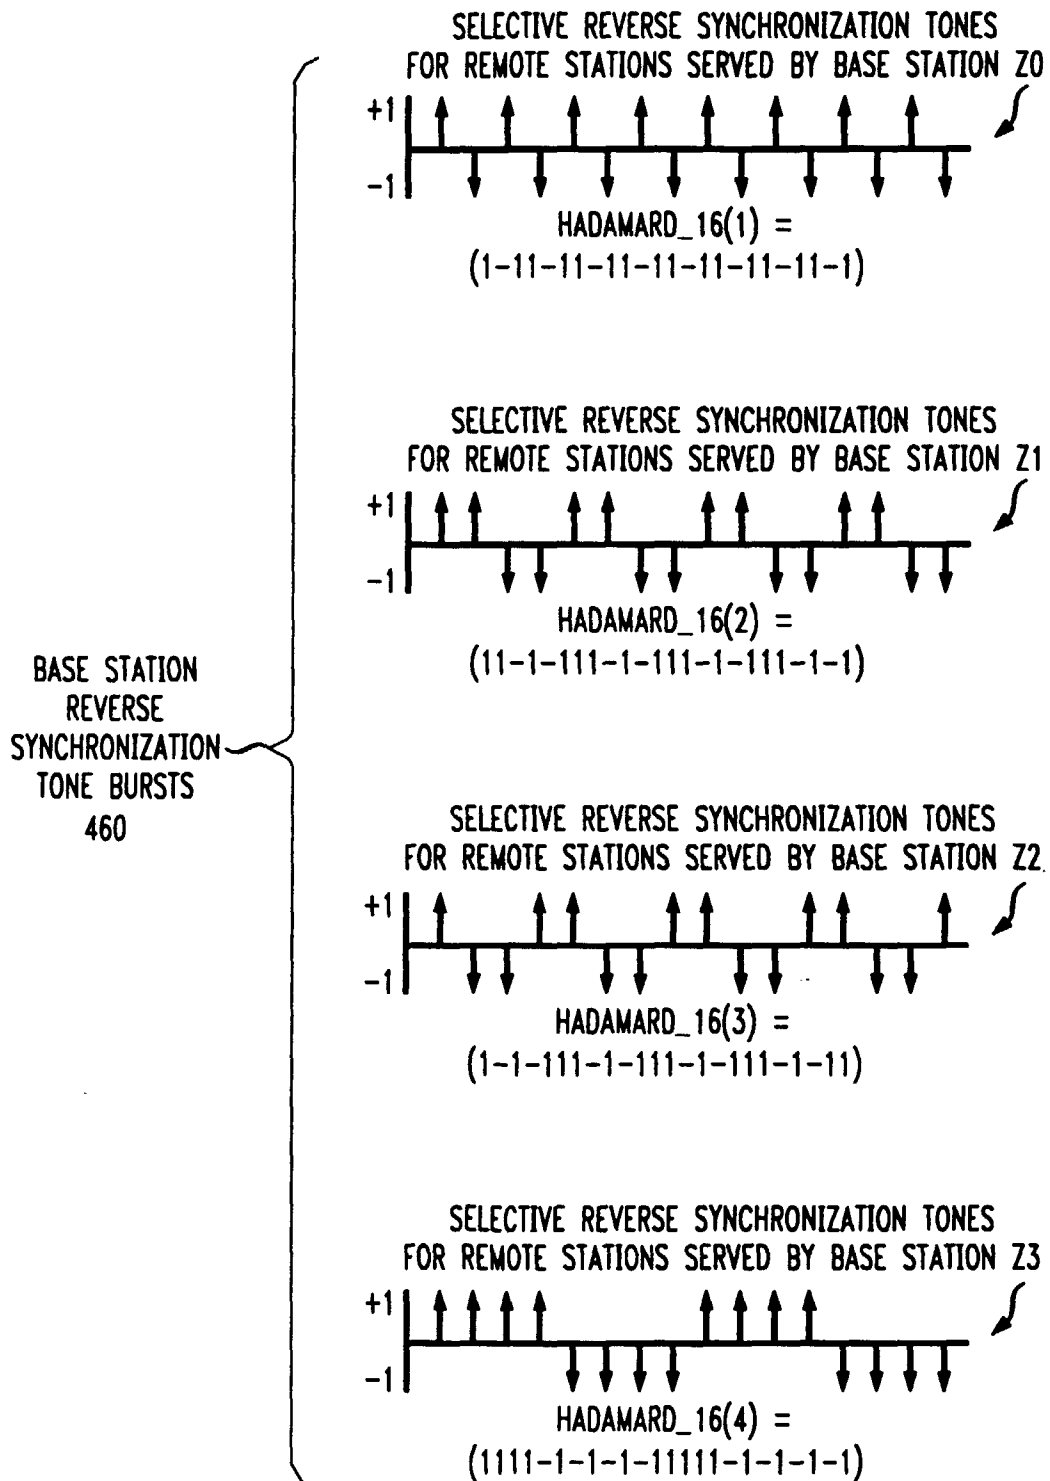 SELECTIVE REVERSE SYNCHRONIZATION TONES
FOR REMOTE STATIONS SERVED BY BASE STATION Z0
+1
-1
HADAMARD_16(1) =
(1-11-11-11-11-11-11-11-1)
SELECTIVE REVERSE SYNCHRONIZATION TONES
FOR REMOTE STATIONS SERVED BY BASE STATION Z1
+1
-1
HADAMARD_16(2) =
(11-1-111-1-111-1-111-1-1)
BASE STATION
REVERSE
SYNCHRONIZATION
TONE BURSTS
460
SELECTIVE REVERSE SYNCHRONIZATION TONES
FOR REMOTE STATIONS SERVED BY BASE STATION Z2
+1
-1
HADAMARD_16(3) =
(1-1-111-1-111-1-111-1-11)
SELECTIVE REVERSE SYNCHRONIZATION TONES
FOR REMOTE STATIONS SERVED BY BASE STATION Z3
+1
-1
HADAMARD_16(4) =
(1111-1-1-1-11111-1-1-1-1)